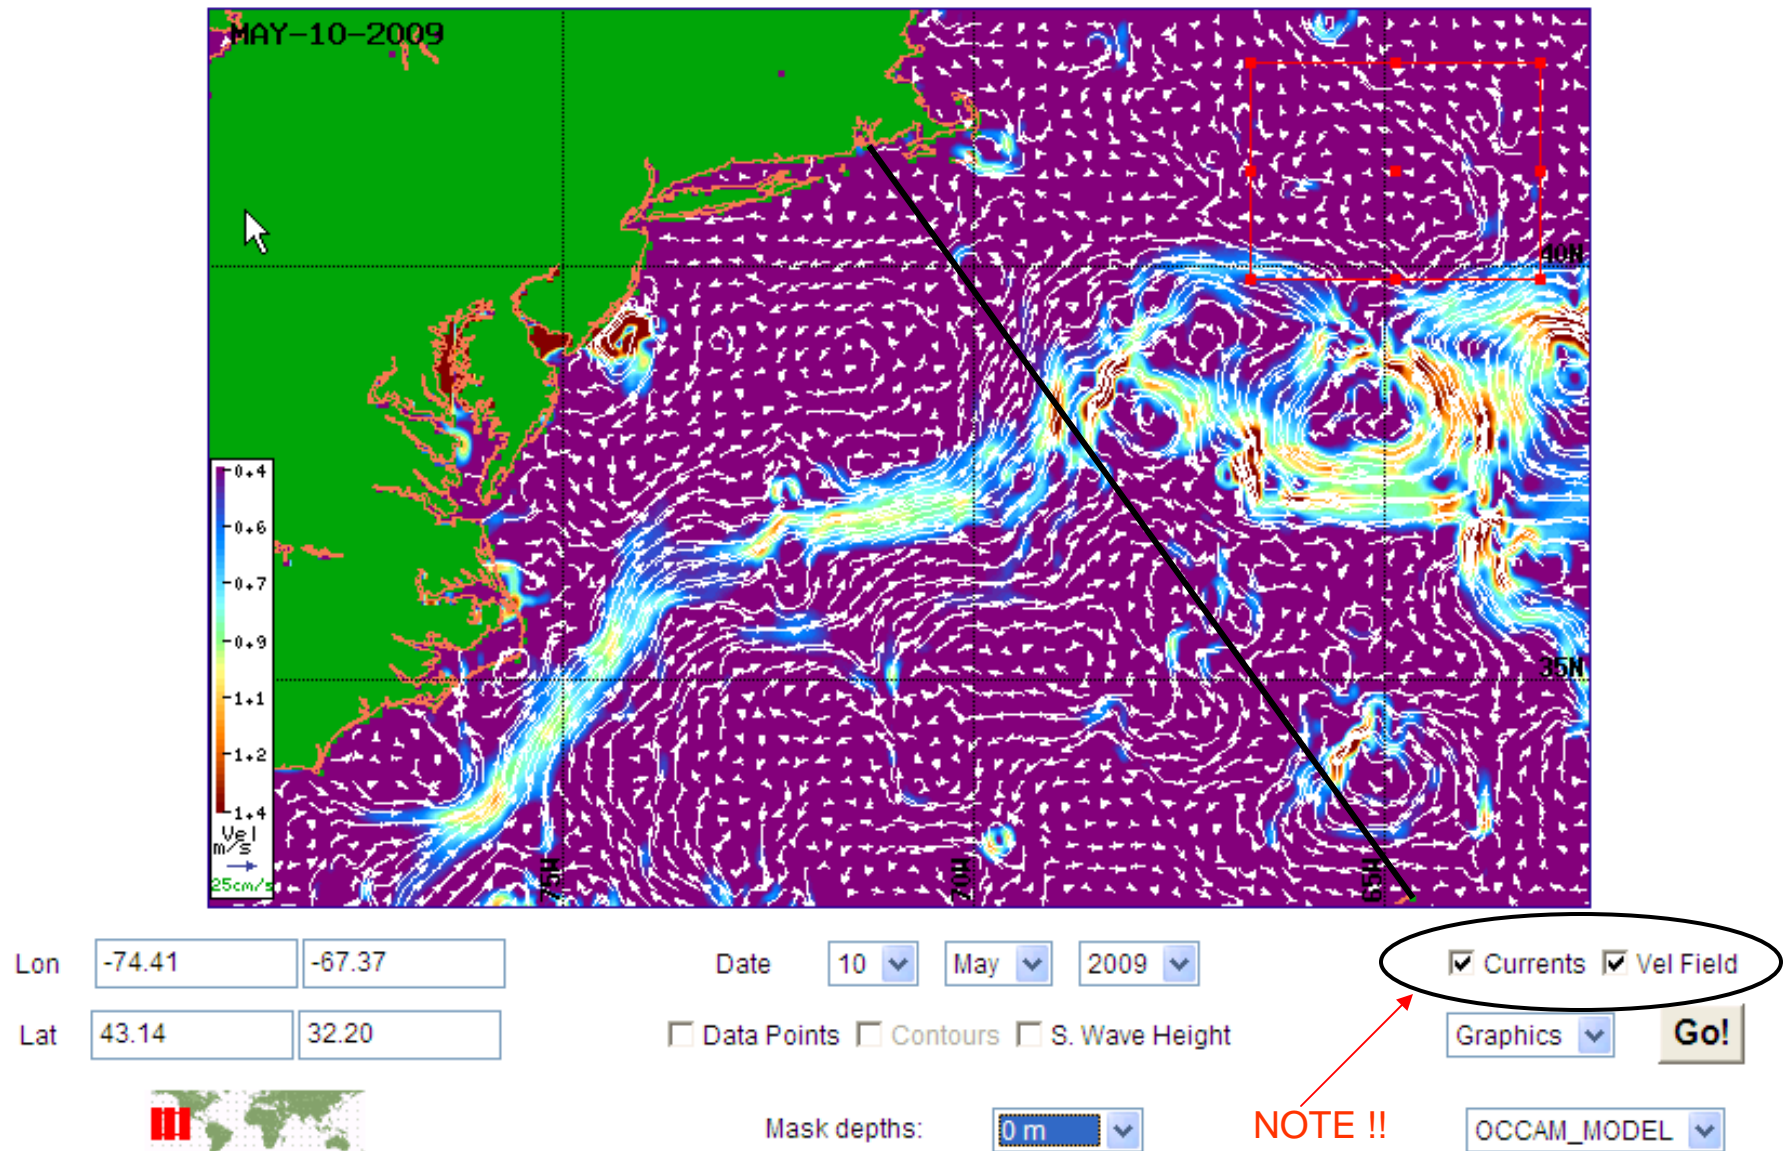 MAY-10-2009
40N
0.4
0.6
0.7
0.9
35N
1.1
1.2
1.4
Vel
m/s
25cm/s
75W
70W
65W
Lon -74.41 -67.37 Date 10 May 2009 Currents Vel Field
Lat 43.14 32.20 Data Points Contours S. Wave Height Graphics Go!
Mask depths: 0 m NOTE !! OCCAM_MODEL